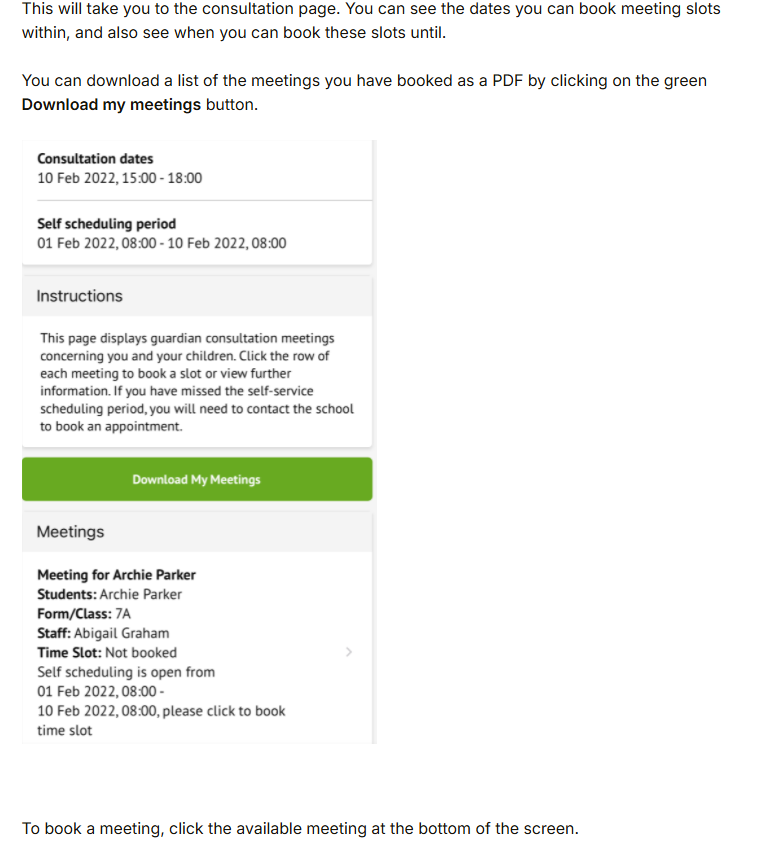 This will take you to the consultation page. You can see the dates you can book meeting slots
within, and also see when you can book these slots until.
You can download a list of the meetings you have booked as a PDF by clicking on the green
Download my meetings button.
Consultation dates
10 Feb 2022, 15:00 - 18:00
Self scheduling period
01 Feb 2022, 08:00 - 10 Feb 2022, 08:00
Instructions
This page displays guardian consultation meetings
concerning you and your children. Click the row of
each meeting to book a slot or view further
information. If you have missed the self-service
scheduling period, you will need to contact the school
to book an appointment.
Download My Meetings
Meetings
Meeting for Archie Parker
Students: Archie Parker
Form/Class: 7A
Staff: Abigail Graham
Time Slot: Not booked
Self scheduling is open from
01 Feb 2022, 08:00 -
10 Feb 2022, 08:00, please click to book
time slot
To book a meeting, click the available meeting at the bottom of the screen.